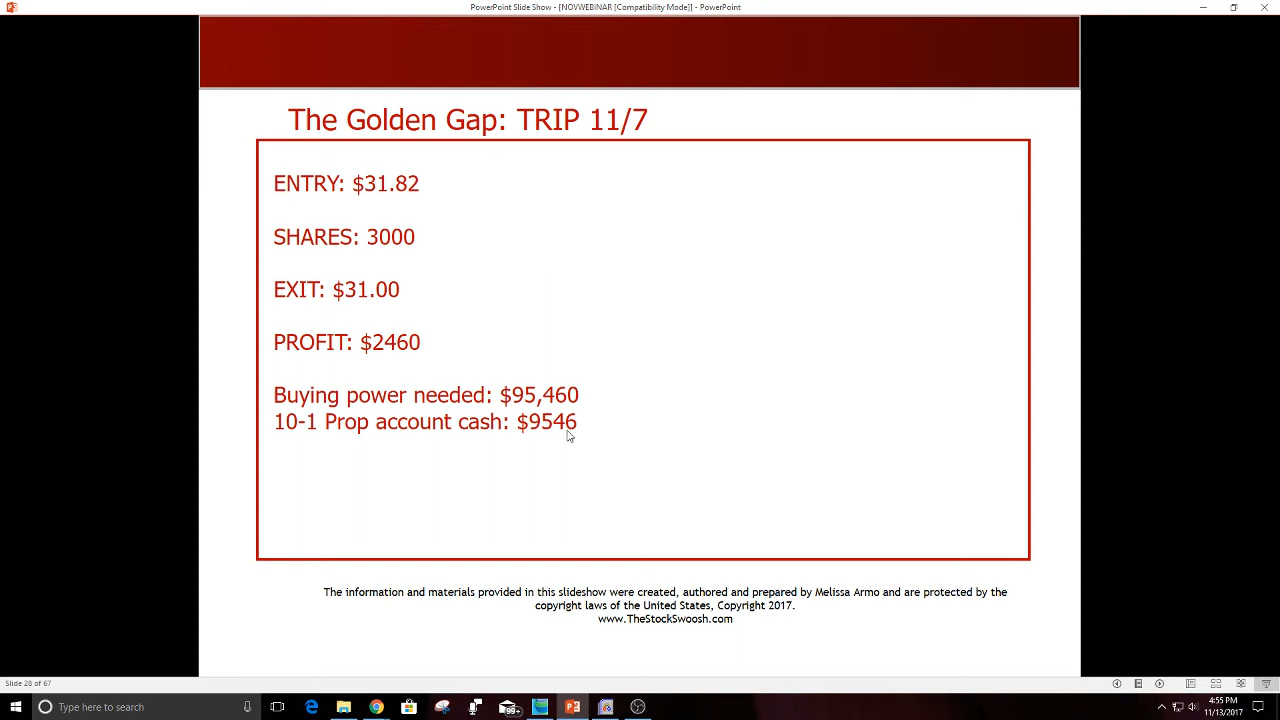 PowerPoint Slide Show - [NOVWEBINAR [Compatibility Mode]] - PowerPoint
The Golden Gap: TRIP 11/7
ENTRY: $31.82
SHARES: 3000
EXIT: $31.00
PROFIT: $2460
Buying power needed: $95,460
10-1 Prop account cash: $9546
The information and materials provided in this slideshow were created, authored and prepared by Melissa Armo and are protected by the
copyright laws of the United States, Copyright 2017.
www.TheStockSwoosh.com
Slide 28 of 67
Type here to search
99+
4:55 PM
11/13/2017